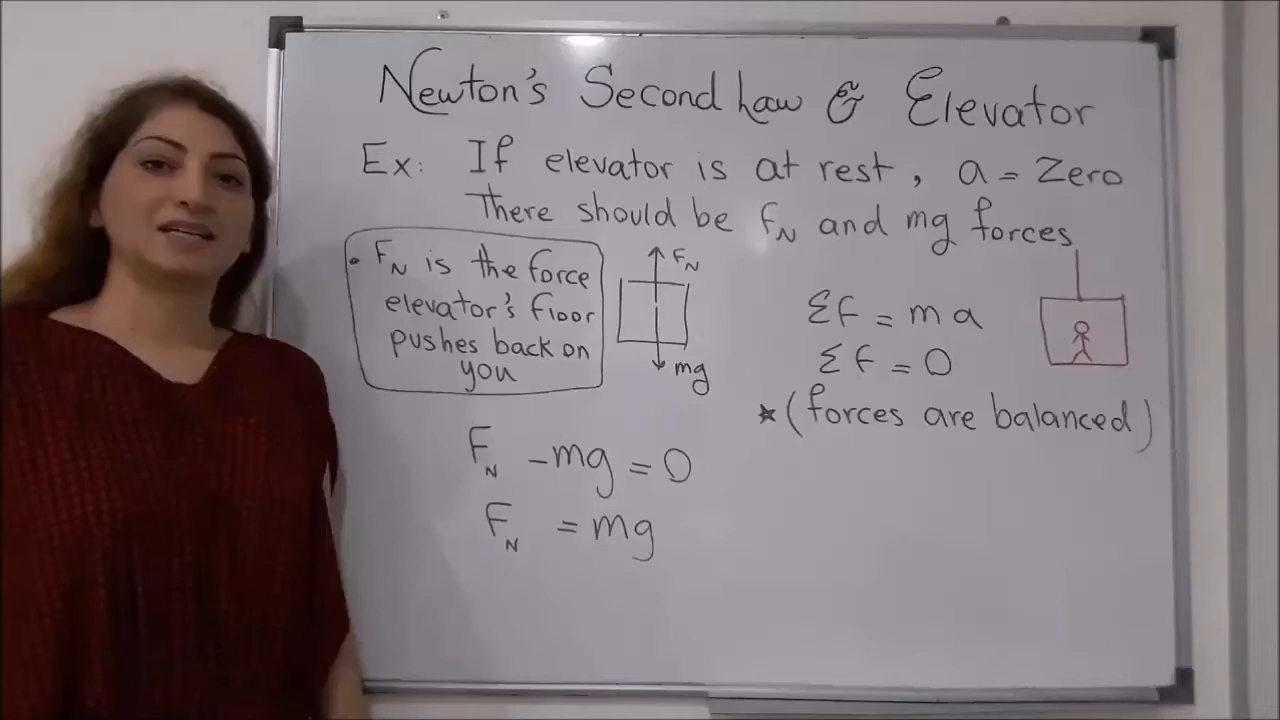 Newton's Second Law & Elevator
Ex: If elevator is at rest, a = Zero
There should be FN and mg forces
• FN is the force
elevator's floor
pushes back on
you
FN
mg
ΣF = ma
ΣF = 0
★ (forces are balanced)
FN - mg = 0
FN = mg